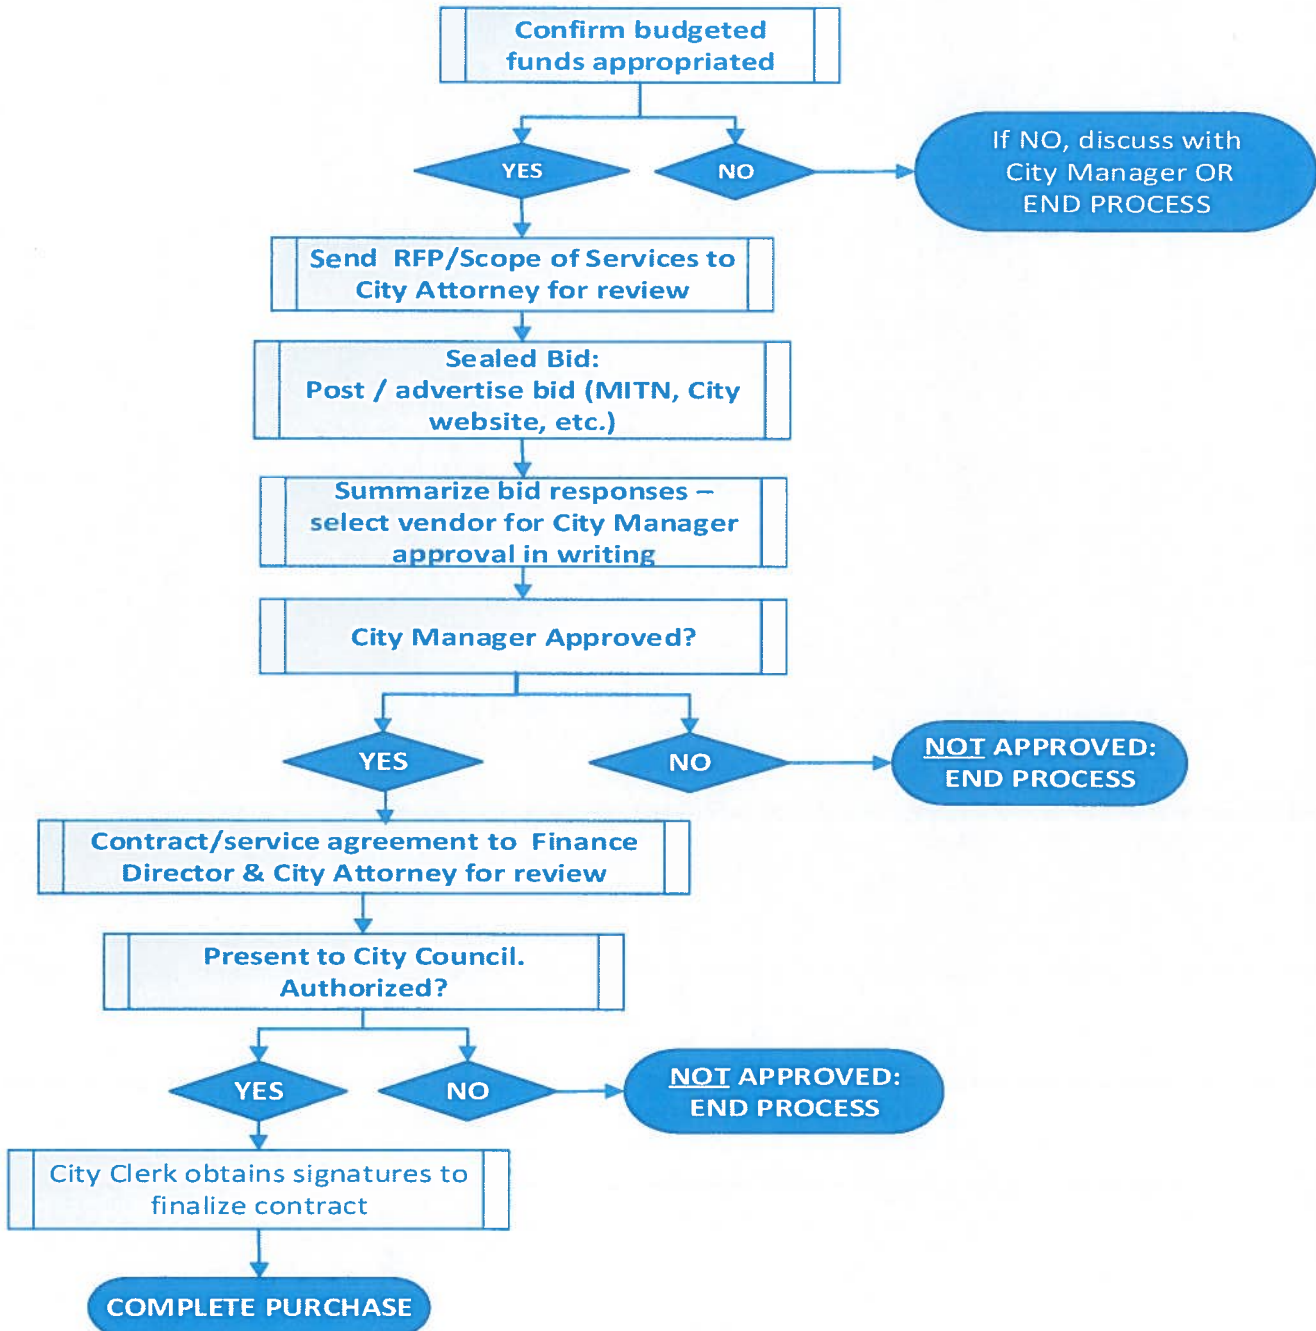 Confirm budgeted
funds appropriated
YES
NO
If NO, discuss with
City Manager OR
END PROCESS
Send RFP/Scope of Services to
City Attorney for review
Sealed Bid:
Post / advertise bid (MITN, City
website, etc.)
Summarize bid responses –
select vendor for City Manager
approval in writing
City Manager Approved?
YES
NO
NOT APPROVED:
END PROCESS
Contract/service agreement to Finance
Director & City Attorney for review
Present to City Council.
Authorized?
YES
NO
NOT APPROVED:
END PROCESS
City Clerk obtains signatures to
finalize contract
COMPLETE PURCHASE